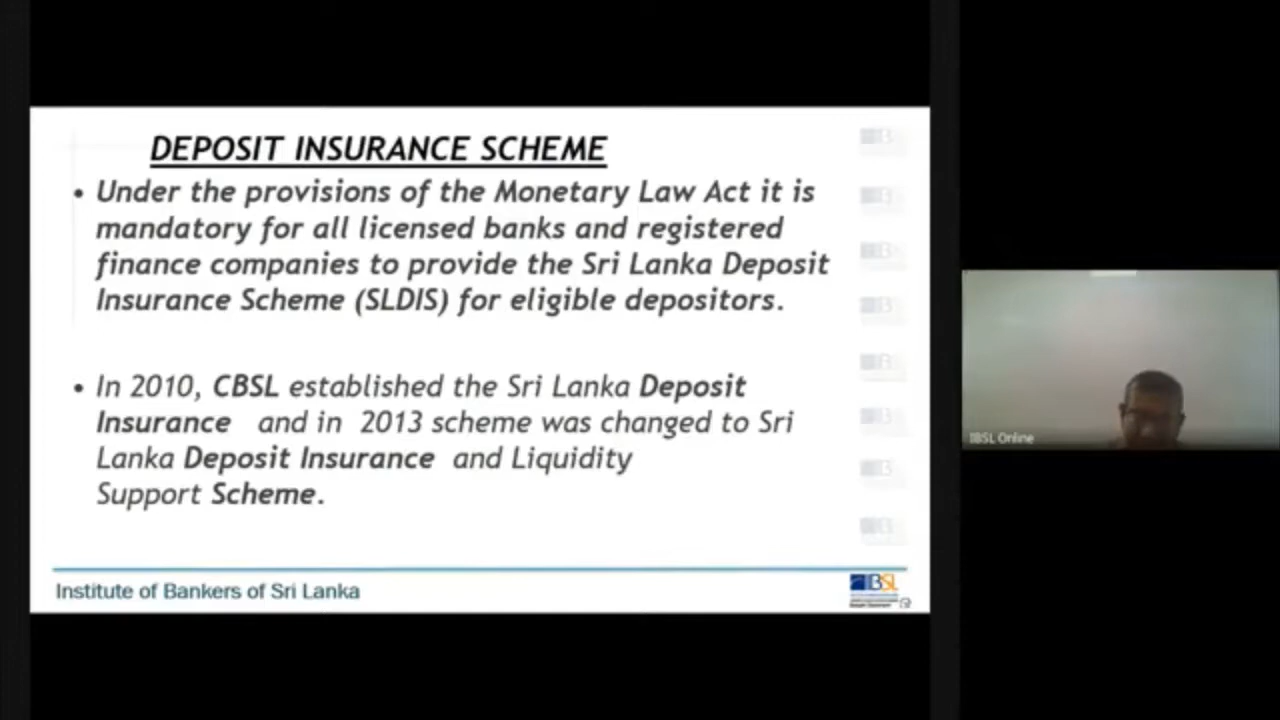 DEPOSIT INSURANCE SCHEME
• Under the provisions of the Monetary Law Act it is
mandatory for all licensed banks and registered
finance companies to provide the Sri Lanka Deposit
Insurance Scheme (SLDIS) for eligible depositors.
• In 2010, CBSL established the Sri Lanka Deposit
Insurance and in 2013 scheme was changed to Sri
Lanka Deposit Insurance and Liquidity
Support Scheme.
Institute of Bankers of Sri Lanka
IBSL
IBSL Online